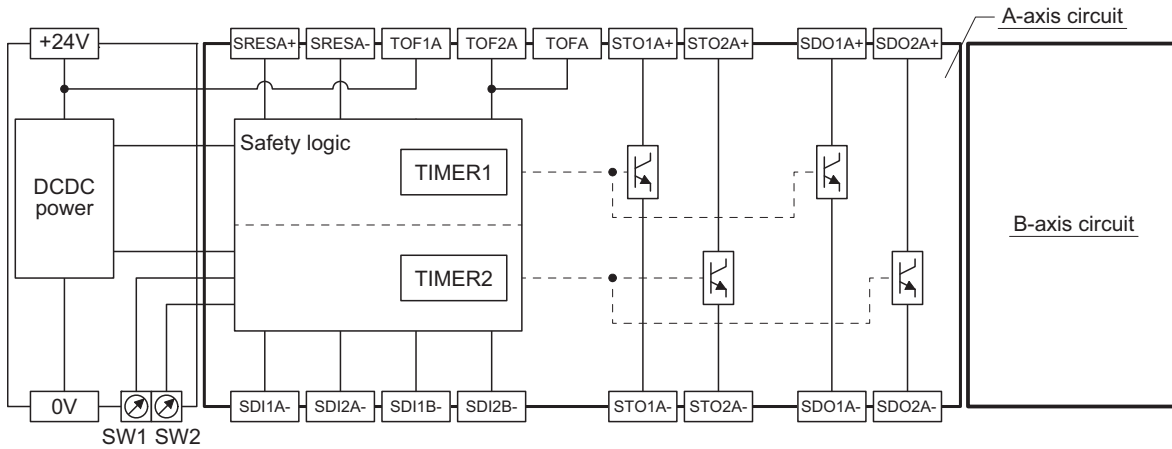 A-axis circuit
+24V
SRESA+
SRESA-
TOF1A
TOF2A
TOFA
STO1A+
STO2A+
SDO1A+
SDO2A+
Safety logic
TIMER1
DCDC
power
B-axis circuit
TIMER2
0V
SDI1A-
SDI2A-
SDI1B-
SDI2B-
STO1A-
STO2A-
SDO1A-
SDO2A-
SW1
SW2